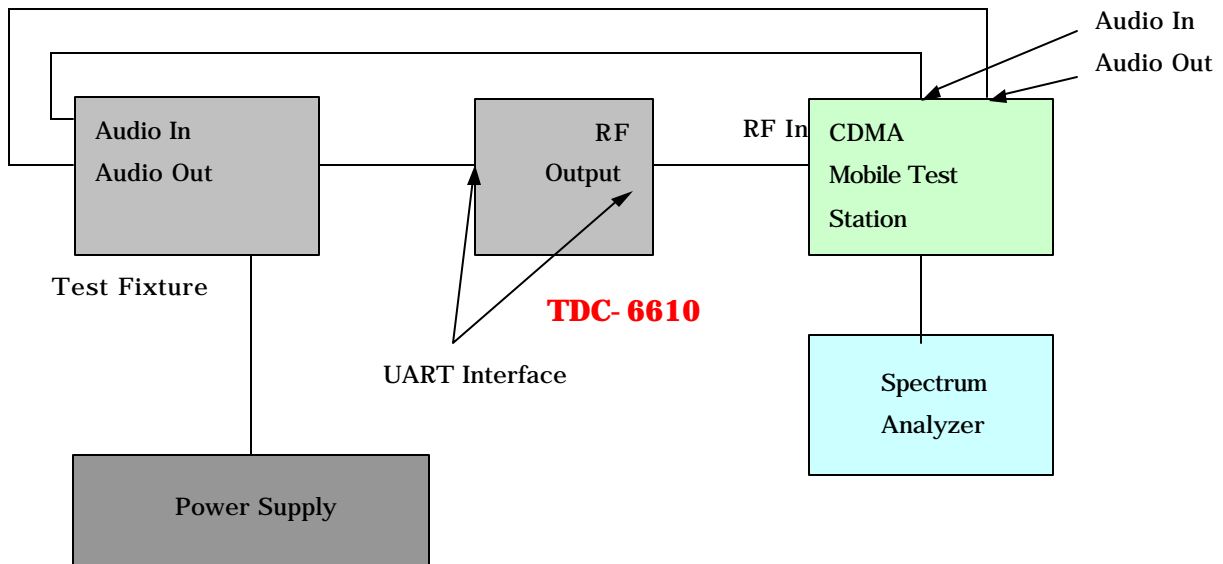 Audio In
Audio Out
Audio In
Audio Out
RF
Output
RF In
CDMA
Mobile Test
Station
Test Fixture
TDC- 6610
UART Interface
Spectrum
Analyzer
Power Supply